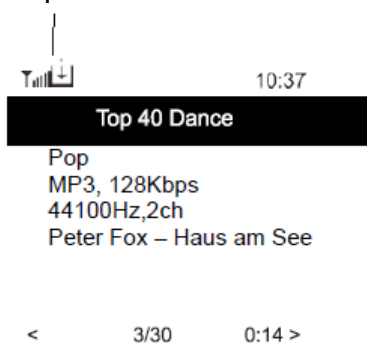 10:37
Top 40 Dance
Pop
MP3, 128Kbps
44100Hz,2ch
Peter Fox – Haus am See
< 3/30 0:14 >